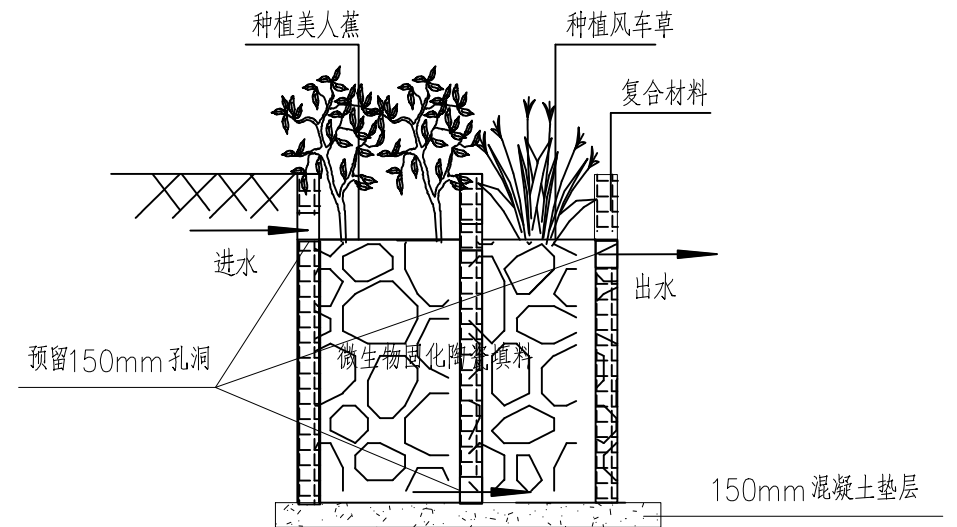 种植美人蕉
种植风车草
复合材料
进水
出水
预留150mm孔洞
微生物固化陶瓷填料
150mm混凝土垫层